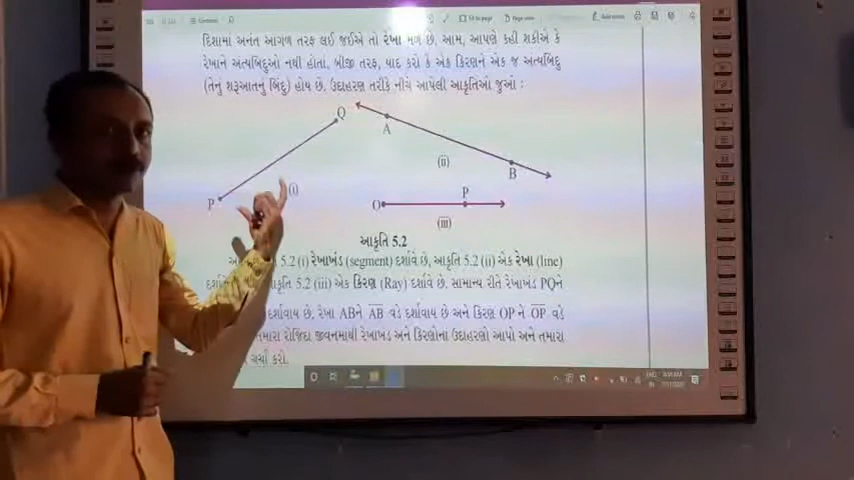 દિશામાં અનંત આગળ તરફ લઈ જઈએ તો રેખા મળે છે. આમ, આપણે કહી શકીએ કે
રેખાને અંત્યબિંદુઓ નથી હોતાં. બીજી તરફ, યાદ કરો કે એક કિરણને એક જ અંત્યબિંદુ
(તેનું શરૂઆતનું બિંદુ) હોય છે. ઉદાહરણ તરીકે નીચે આપેલી આકૃતિઓ જુઓ :
Q
A
P
(i)
(ii)
B
O
P
(iii)
આકૃતિ 5.2
5.2 (i) રેખાખંડ (segment) દર્શાવે છે, આકૃતિ 5.2 (ii) એક રેખા (line)
5.2 (iii) એક કિરણ (Ray) દર્શાવે છે. સામાન્ય રીતે રેખાખંડ PQને
દર્શાવાય છે. રેખા ABને AB વડે દર્શાવાય છે અને કિરણ OP ને OP વડે
તમારા રોજિંદા જીવનમાંથી રેખાખંડ અને કિરણોના ઉદાહરણો આપો અને તમારા
ચર્ચા કરો.